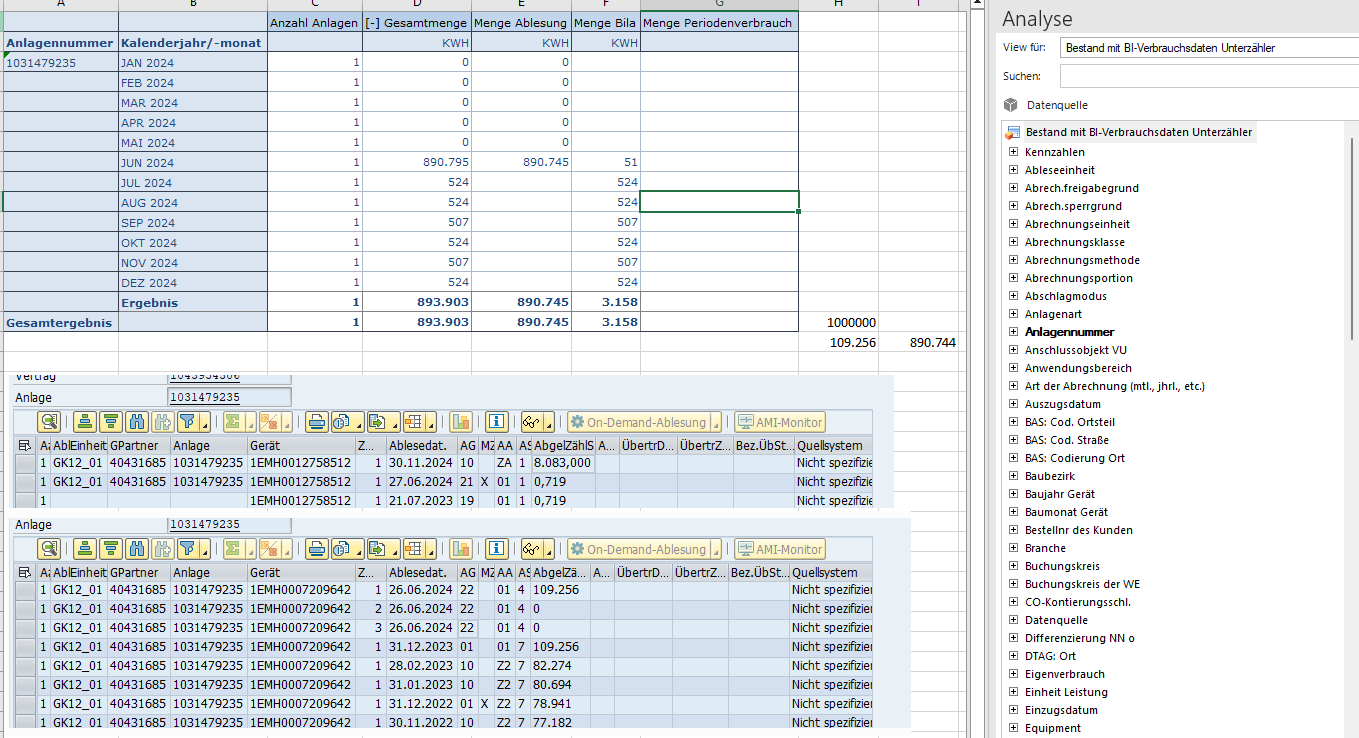 A B C D E F G H I
Anzahl Anlagen [-] Gesamtmenge Menge Ablesung Menge Bila Menge Periodenverbrauch
Anlagennummer Kalenderjahr/-monat KWH KWH KWH
1031479235 JAN 2024 1 0 0
FEB 2024 1 0 0
MAR 2024 1 0 0
APR 2024 1 0 0
MAI 2024 1 0 0
JUN 2024 1 890.795 890.745 51
JUL 2024 1 524 524
AUG 2024 1 524 524
SEP 2024 1 507 507
OKT 2024 1 524 524
NOV 2024 1 507 507
DEZ 2024 1 524 524
Ergebnis 1 893.903 890.745 3.158
Gesamtergebnis 1 893.903 890.745 3.158 1000000
109.256 890.744
Vertrag
Anlage 1031479235
On-Demand-Ablesung AMI-Monitor
Az AblEinheit GPartner Anlage Gerät Z... Ablesedat. AG MZ AA AS AbgelZählS A... ÜbertrD... ÜbertrZ... Bez.ÜbSt... Quellsystem
1 GK12_01 40431685 1031479235 1EMH0012758512 1 30.11.2024 10 ZA 1 8.083,000 Nicht spezifizie
1 GK12_01 40431685 1031479235 1EMH0012758512 1 27.06.2024 21 X 01 1 0,719 Nicht spezifizie
1 1EMH0012758512 1 21.07.2023 19 01 1 0,719 Nicht spezifizie
Anlage 1031479235
On-Demand-Ablesung AMI-Monitor
Az AblEinheit GPartner Anlage Gerät Z... Ablesedat. AG MZ AA AS AbgelZä... A... ÜbertrD... ÜbertrZ... Bez.ÜbSt... Quellsystem
1 GK12_01 40431685 1031479235 1EMH0007209642 1 26.06.2024 22 01 4 109.256 Nicht spezifizier
1 GK12_01 40431685 1031479235 1EMH0007209642 2 26.06.2024 22 01 4 0 Nicht spezifizier
1 GK12_01 40431685 1031479235 1EMH0007209642 3 26.06.2024 22 01 4 0 Nicht spezifizier
1 GK12_01 40431685 1031479235 1EMH0007209642 1 31.12.2023 01 01 7 109.256 Nicht spezifizier
1 GK12_01 40431685 1031479235 1EMH0007209642 1 28.02.2023 10 Z2 7 82.274 Nicht spezifizier
1 GK12_01 40431685 1031479235 1EMH0007209642 1 31.01.2023 10 Z2 7 80.694 Nicht spezifizier
1 GK12_01 40431685 1031479235 1EMH0007209642 1 31.12.2022 01 X Z2 7 78.941 Nicht spezifizier
1 GK12_01 40431685 1031479235 1EMH0007209642 1 30.11.2022 10 Z2 7 77.182 Nicht spezifizier
Analyse
View für: Bestand mit BI-Verbrauchsdaten Unterzähler
Suchen:
Datenquelle
Bestand mit BI-Verbrauchsdaten Unterzähler
Kennzahlen
Ableseeinheit
Abrech.freigabegrund
Abrech.sperrgrund
Abrechnungseinheit
Abrechnungsklasse
Abrechnungsmethode
Abrechnungsportion
Abschlagmodus
Anlagenart
Anlagennummer
Anschlussobjekt VU
Anwendungsbereich
Art der Abrechnung (mtl., jhrl., etc.)
Auszugsdatum
BAS: Cod. Ortsteil
BAS: Cod. Straße
BAS: Codierung Ort
Baubezirk
Baujahr Gerät
Baumonat Gerät
BestellNr des Kunden
Branche
Buchungskreis
Buchungskreis der WE
CO-Kontierungsschl.
Datenquelle
Differenzierung NN o
DTAG: Ort
Eigenverbrauch
Einheit Leistung
Einzugsdatum
Equipment